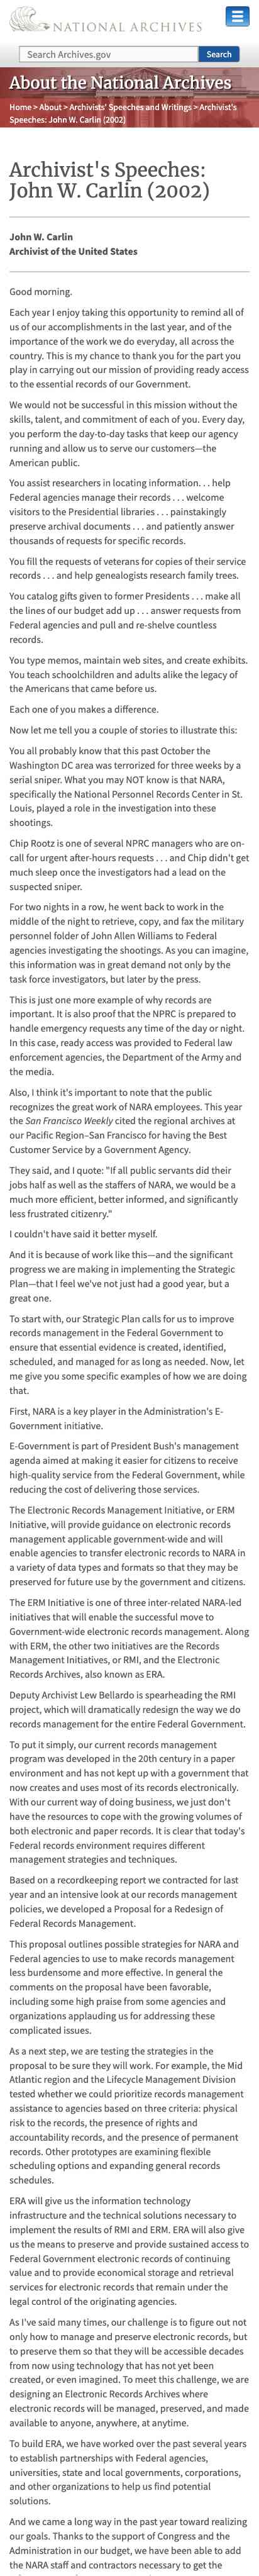 NATIONAL ARCHIVES
Search Archives.gov
Search
About the National Archives
Home > About > Archivists' Speeches and Writings > Archivist's
Speeches: John W. Carlin (2002)
Archivist's Speeches:
John W. Carlin (2002)
John W. Carlin
Archivist of the United States
Good morning.
Each year I enjoy taking this opportunity to remind all of
us of our accomplishments in the last year, and of the
importance of the work we do everyday, all across the
country. This is my chance to thank you for the part you
play in carrying out our mission of providing ready access
to the essential records of our Government.
We would not be successful in this mission without the
skills, talent, and commitment of each of you. Every day,
you perform the day-to-day tasks that keep our agency
running and allow us to serve our customers—the
American public.
You assist researchers in locating information. . . help
Federal agencies manage their records . . . welcome
visitors to the Presidential libraries . . . painstakingly
preserve archival documents . . . and patiently answer
thousands of requests for specific records.
You fill the requests of veterans for copies of their service
records . . . and help genealogists research family trees.
You catalog gifts given to former Presidents . . . make all
the lines of our budget add up . . . answer requests from
Federal agencies and pull and re-shelve countless
records.
You type memos, maintain web sites, and create exhibits.
You teach schoolchildren and adults alike the legacy of
the Americans that came before us.
Each one of you makes a difference.
Now let me tell you a couple of stories to illustrate this:
You all probably know that this past October the
Washington DC area was terrorized for three weeks by a
serial sniper. What you may NOT know is that NARA,
specifically the National Personnel Records Center in St.
Louis, played a role in the investigation into these
shootings.
Chip Rootz is one of several NPRC managers who are on-
call for urgent after-hours requests . . . and Chip didn't get
much sleep once the investigators had a lead on the
suspected sniper.
For two nights in a row, he went back to work in the
middle of the night to retrieve, copy, and fax the military
personnel folder of John Allen Williams to Federal
agencies investigating the shootings. As you can imagine,
this information was in great demand not only by the
task force investigators, but later by the press.
This is just one more example of why records are
important. It is also proof that the NPRC is prepared to
handle emergency requests any time of the day or night.
In this case, ready access was provided to Federal law
enforcement agencies, the Department of the Army and
the media.
Also, I think it's important to note that the public
recognizes the great work of NARA employees. This year
the San Francisco Weekly cited the regional archives at
our Pacific Region–San Francisco for having the Best
Customer Service by a Government Agency.
They said, and I quote: "If all public servants did their
jobs half as well as the staffers of NARA, we would be a
much more efficient, better informed, and significantly
less frustrated citizenry."
I couldn't have said it better myself.
And it is because of work like this—and the significant
progress we are making in implementing the Strategic
Plan—that I feel we've not just had a good year, but a
great one.
To start with, our Strategic Plan calls for us to improve
records management in the Federal Government to
ensure that essential evidence is created, identified,
scheduled, and managed for as long as needed. Now, let
me give you some specific examples of how we are doing
that.
First, NARA is a key player in the Administration's E-
Government initiative.
E-Government is part of President Bush's management
agenda aimed at making it easier for citizens to receive
high-quality service from the Federal Government, while
reducing the cost of delivering those services.
The Electronic Records Management Initiative, or ERM
Initiative, will provide guidance on electronic records
management applicable government-wide and will
enable agencies to transfer electronic records to NARA in
a variety of data types and formats so that they may be
preserved for future use by the government and citizens.
The ERM Initiative is one of three inter-related NARA-led
initiatives that will enable the successful move to
Government-wide electronic records management. Along
with ERM, the other two initiatives are the Records
Management Initiatives, or RMI, and the Electronic
Records Archives, also known as ERA.
Deputy Archivist Lew Bellardo is spearheading the RMI
project, which will dramatically redesign the way we do
records management for the entire Federal Government.
To put it simply, our current records management
program was developed in the 20th century in a paper
environment and has not kept up with a government that
now creates and uses most of its records electronically.
With our current way of doing business, we just don't
have the resources to cope with the growing volumes of
both electronic and paper records. It is clear that today's
Federal records environment requires different
management strategies and techniques.
Based on a recordkeeping report we contracted for last
year and an intensive look at our records management
policies, we developed a Proposal for a Redesign of
Federal Records Management.
This proposal outlines possible strategies for NARA and
Federal agencies to use to make records management
less burdensome and more effective. In general the
comments on the proposal have been favorable,
including some high praise from some agencies and
organizations applauding us for addressing these
complicated issues.
As a next step, we are testing the strategies in the
proposal to be sure they will work. For example, the Mid
Atlantic region and the Lifecycle Management Division
tested whether we could prioritize records management
assistance to agencies based on three criteria: physical
risk to the records, the presence of rights and
accountability records, and the presence of permanent
records. Other prototypes are examining flexible
scheduling options and expanding general records
schedules.
ERA will give us the information technology
infrastructure and the technical solutions necessary to
implement the results of RMI and ERM. ERA will also give
us the means to preserve and provide sustained access to
Federal Government electronic records of continuing
value and to provide economical storage and retrieval
services for electronic records that remain under the
legal control of the originating agencies.
As I've said many times, our challenge is to figure out not
only how to manage and preserve electronic records, but
to preserve them so that they will be accessible decades
from now using technology that has not yet been
created, or even imagined. To meet this challenge, we are
designing an Electronic Records Archives where
electronic records will be managed, preserved, and made
available to anyone, anywhere, at anytime.
To build ERA, we have worked over the past several years
to establish partnerships with Federal agencies,
universities, state and local governments, corporations,
and other organizations to help us find potential
solutions.
And we came a long way in the past year toward realizing
our goals. Thanks to the support of Congress and the
Administration in our budget, we have been able to add
the NARA staff and contractors necessary to get the